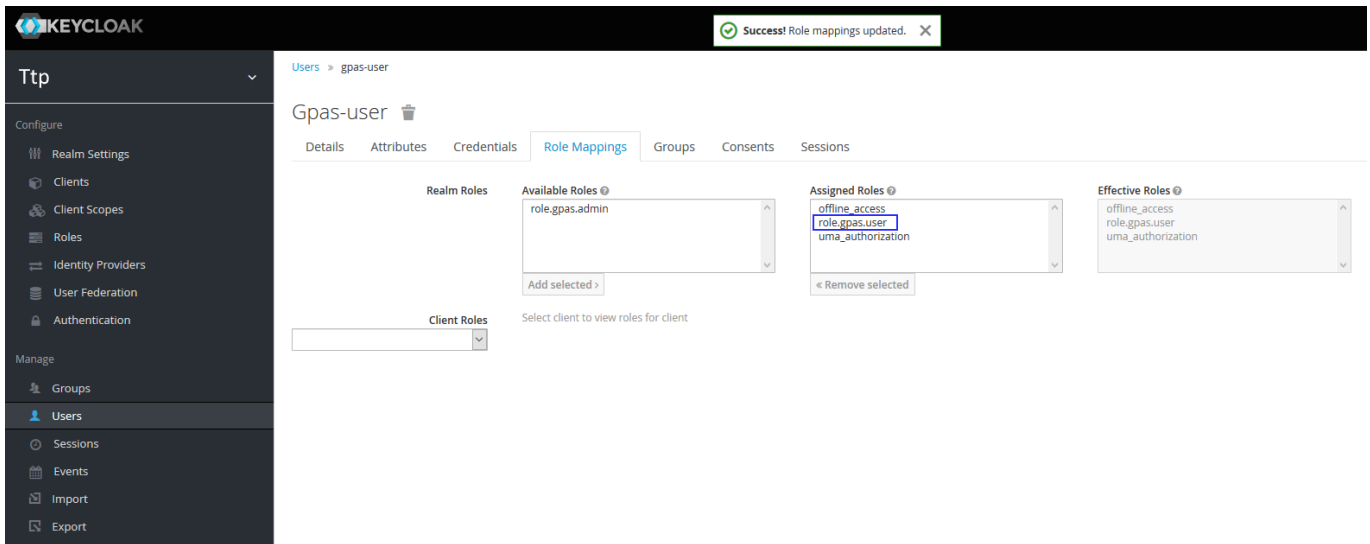 KEYCLOAK
Success! Role mappings updated.
Ttp
Configure
Realm Settings
Clients
Client Scopes
Roles
Identity Providers
User Federation
Authentication
Manage
Groups
Users
Sessions
Events
Import
Export
Users » gpas-user
Gpas-user
Details Attributes Credentials Role Mappings Groups Consents Sessions
Realm Roles
Available Roles
role.gpas.admin
Add selected ›
Assigned Roles
offline_access
role.gpas.user
uma_authorization
« Remove selected
Effective Roles
offline_access
role.gpas.user
uma_authorization
Client Roles
Select client to view roles for client